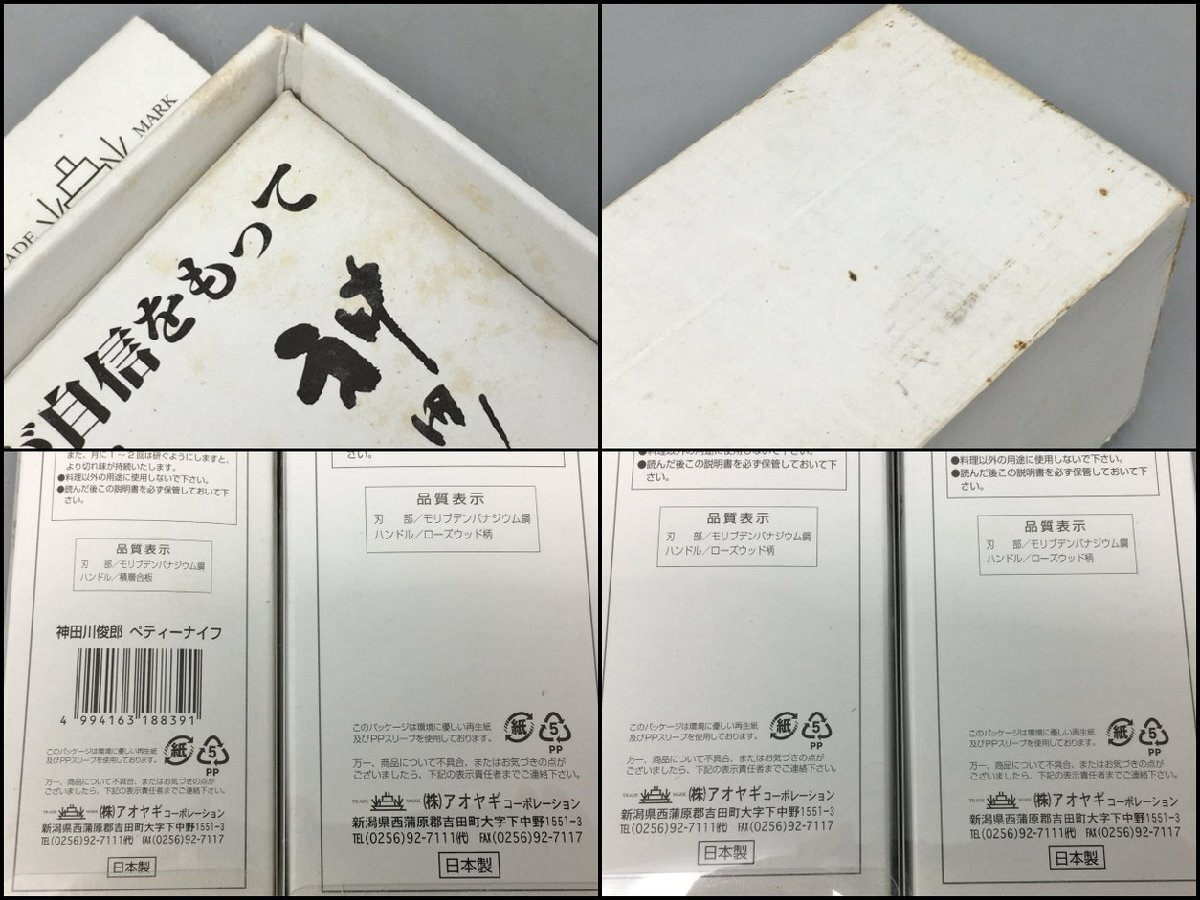 MARK
ADE
が自信をもって
神田川
また、月に1～2回は研ぐようにしますと、
より切れ味が持続いたします。
●料理以外の用途に使用しないで下さい。
●読んだ後この説明書を必ず保管しておいて下
さい。
品質表示
刃 部／モリブデンバナジウム鋼
ハンドル／積層合板
神田川俊郎 ペティーナイフ
4 994163 188391
このパッケージは環境に優しい再生紙
及びPPスリーブを使用しております。
紙
5
PP
万一、商品について不具合、またはお気づきの点が
ございましたら、下記の表示責任者までご連絡下さい。
TRADE MARK (株)アオヤギコーポレーション
新潟県西蒲原郡吉田町大字下中野1551-3
TEL(0256)92-7111(代) FAX(0256)92-7117
日本製
さい。
品質表示
刃 部／モリブデンバナジウム鋼
ハンドル／ローズウッド柄
このパッケージは環境に優しい再生紙
及びPPスリーブを使用しております。
紙
5
PP
万一、商品について不具合、またはお気づきの点が
ございましたら、下記の表示責任者までご連絡下さい。
TRADE MARK (株)アオヤギコーポレーション
新潟県西蒲原郡吉田町大字下中野1551-3
TEL(0256)92-7111(代) FAX(0256)92-7117
日本製
●料理以外の用途に使用しないで下さい。
●読んだ後この説明書を必ず保管しておいて下
さい。
品質表示
刃 部／モリブデンバナジウム鋼
ハンドル／ローズウッド柄
このパッケージは環境に優しい再生紙
及びPPスリーブを使用しております。
紙
5
PP
万一、商品について不具合、またはお気づきの点が
ございましたら、下記の表示責任者までご連絡下さい。
TRADE MARK (株)アオヤギコーポレーション
新潟県西蒲原郡吉田町大字下中野1551-3
TEL(0256)92-7111(代) FAX(0256)92-7117
日本製
●料理以外の用途に使用しないで下さい。
●読んだ後この説明書を必ず保管しておいて下
さい。
品質表示
刃 部／モリブデンバナジウム鋼
ハンドル／ローズウッド柄
このパッケージは環境に優しい再生紙
及びPPスリーブを使用しております。
紙
5
PP
万一、商品について不具合、またはお気づきの点が
ございましたら、下記の表示責任者までご連絡下さい。
TRADE MARK (株)アオヤギコーポレーション
新潟県西蒲原郡吉田町大字下中野1551-3
TEL(0256)92-7111(代) FAX(0256)92-7117
日本製